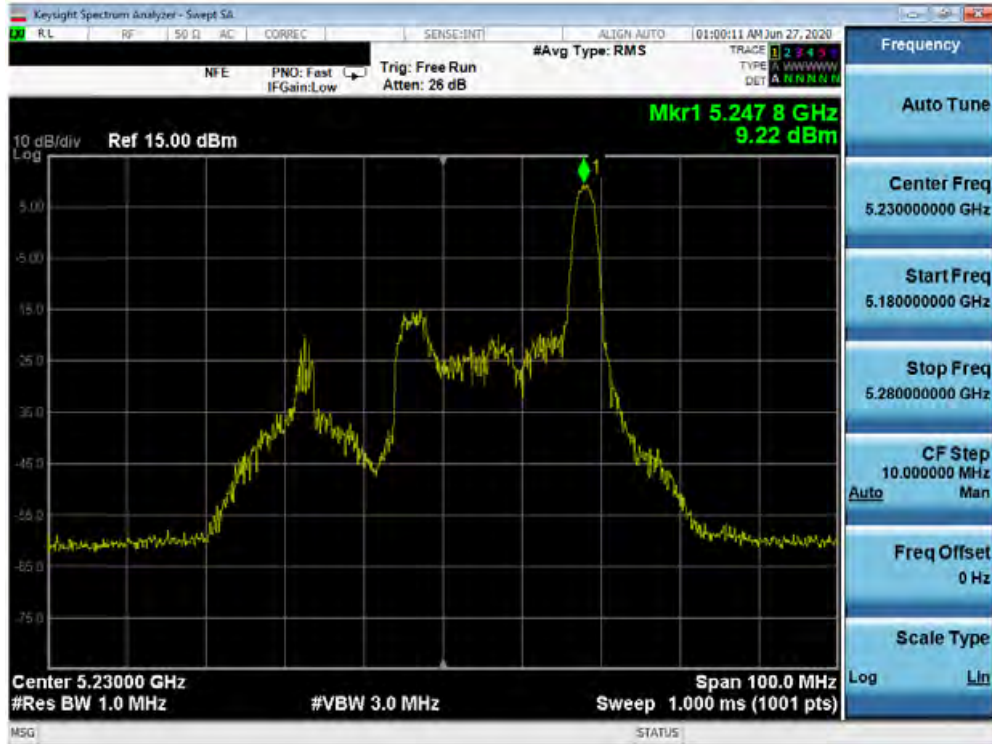 Keysight Spectrum Analyzer - Swept SA
RL RF 50 Ω AC CORREC SENSE:INT ALIGN AUTO 01:00:11 AM Jun 27, 2020
#Avg Type: RMS
TRACE 1 2 3 4 5 6
TYPE A WWWWW
DET A N N N N N
NFE PNO: Fast Trig: Free Run
IFGain:Low Atten: 26 dB
Mkr1 5.247 8 GHz
9.22 dBm
10 dB/div Ref 15.00 dBm
Log
1
5.00
-5.00
-15.0
-25.0
-35.0
-45.0
-55.0
-65.0
-75.0
Center 5.23000 GHz Span 100.0 MHz
#Res BW 1.0 MHz #VBW 3.0 MHz Sweep 1.000 ms (1001 pts)
MSG STATUS
Frequency
Auto Tune
Center Freq
5.230000000 GHz
Start Freq
5.180000000 GHz
Stop Freq
5.280000000 GHz
CF Step
10.000000 MHz
Auto Man
Freq Offset
0 Hz
Scale Type
Log Lin